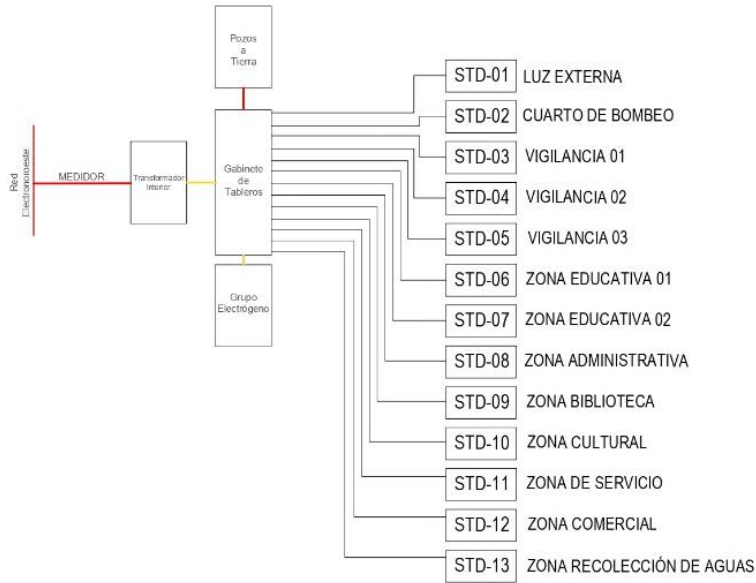 Pozos
a
Tierra
Red
Electronoroeste
MEDIDOR
Transformador
Interior
Gabinete
de
Tableros
Grupo
Electrógeno
STD-01 LUZ EXTERNA
STD-02 CUARTO DE BOMBEO
STD-03 VIGILANCIA 01
STD-04 VIGILANCIA 02
STD-05 VIGILANCIA 03
STD-06 ZONA EDUCATIVA 01
STD-07 ZONA EDUCATIVA 02
STD-08 ZONA ADMINISTRATIVA
STD-09 ZONA BIBLIOTECA
STD-10 ZONA CULTURAL
STD-11 ZONA DE SERVICIO
STD-12 ZONA COMERCIAL
STD-13 ZONA RECOLECCIÓN DE AGUAS